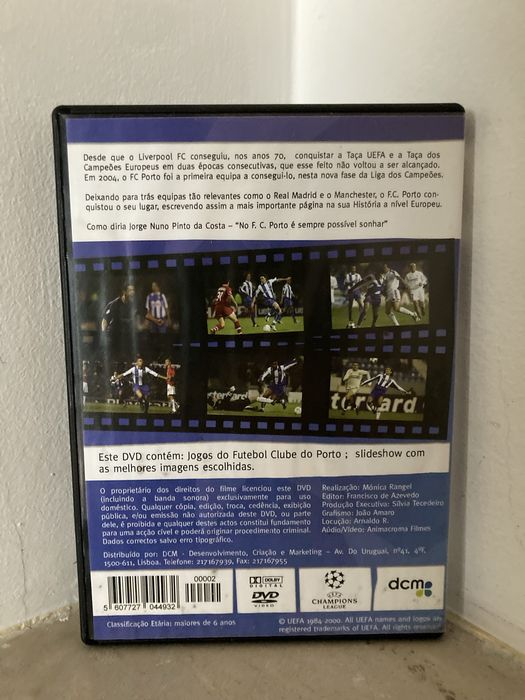 Desde que o Liverpool FC conseguiu, nos anos 70, conquistar a Taça UEFA e a Taça dos
Campeões Europeus em duas épocas consecutivas, que esse feito não voltou a ser alcançado.
Em 2004, o FC Porto foi a primeira equipa a consegui-lo, nesta nova fase da Liga dos Campeões.
Deixando para trás equipas tão relevantes como o Real Madrid e o Manchester, o F.C. Porto con-
quistou o seu lugar, escrevendo assim a mais importante página na sua História a nível Europeu.
Como diria Jorge Nuno Pinto da Costa – "No F. C. Porto é sempre possível sonhar"
tercard
Este DVD contém: Jogos do Futebol Clube do Porto ; slideshow com
as melhores imagens escolhidas.
O proprietário dos direitos do filme licenciou este DVD
(incluindo a banda sonora) exclusivamente para uso
doméstico. Qualquer cópia, edição, troca, cedência, exibição
pública, e/ou emissão não autorizada deste DVD, ou parte
dele, é proibida e qualquer destes actos constitui fundamento
para uma acção cível e poderá originar procedimento criminal.
Dados correctos salvo erro tipográfico.
Realização: Mónica Rangel
Editor: Francisco de Azevedo
Produção Executiva: Sílvia Tecedeiro
Grafismo: João Amaro
Locução: Arnaldo R.
Aúdio/Vídeo: Animacroma Filmes
Distribuído por: DCM - Desenvolvimento, Criação e Marketing – Av. Do Uruguai, nº41, 4ºF,
1500-611, Lisboa. Telefone: 217167939, Fax: 217167955
00002
5 607727 044932
DOLBY
DIGITAL
DVD
VIDEO
UEFA
CHAMPIONS
LEAGUE
dcm
Classificação Etária: maiores de 6 anos
© UEFA 1984-2000. All UEFA names and logos are
registered trademarks of UEFA. All rights reserved